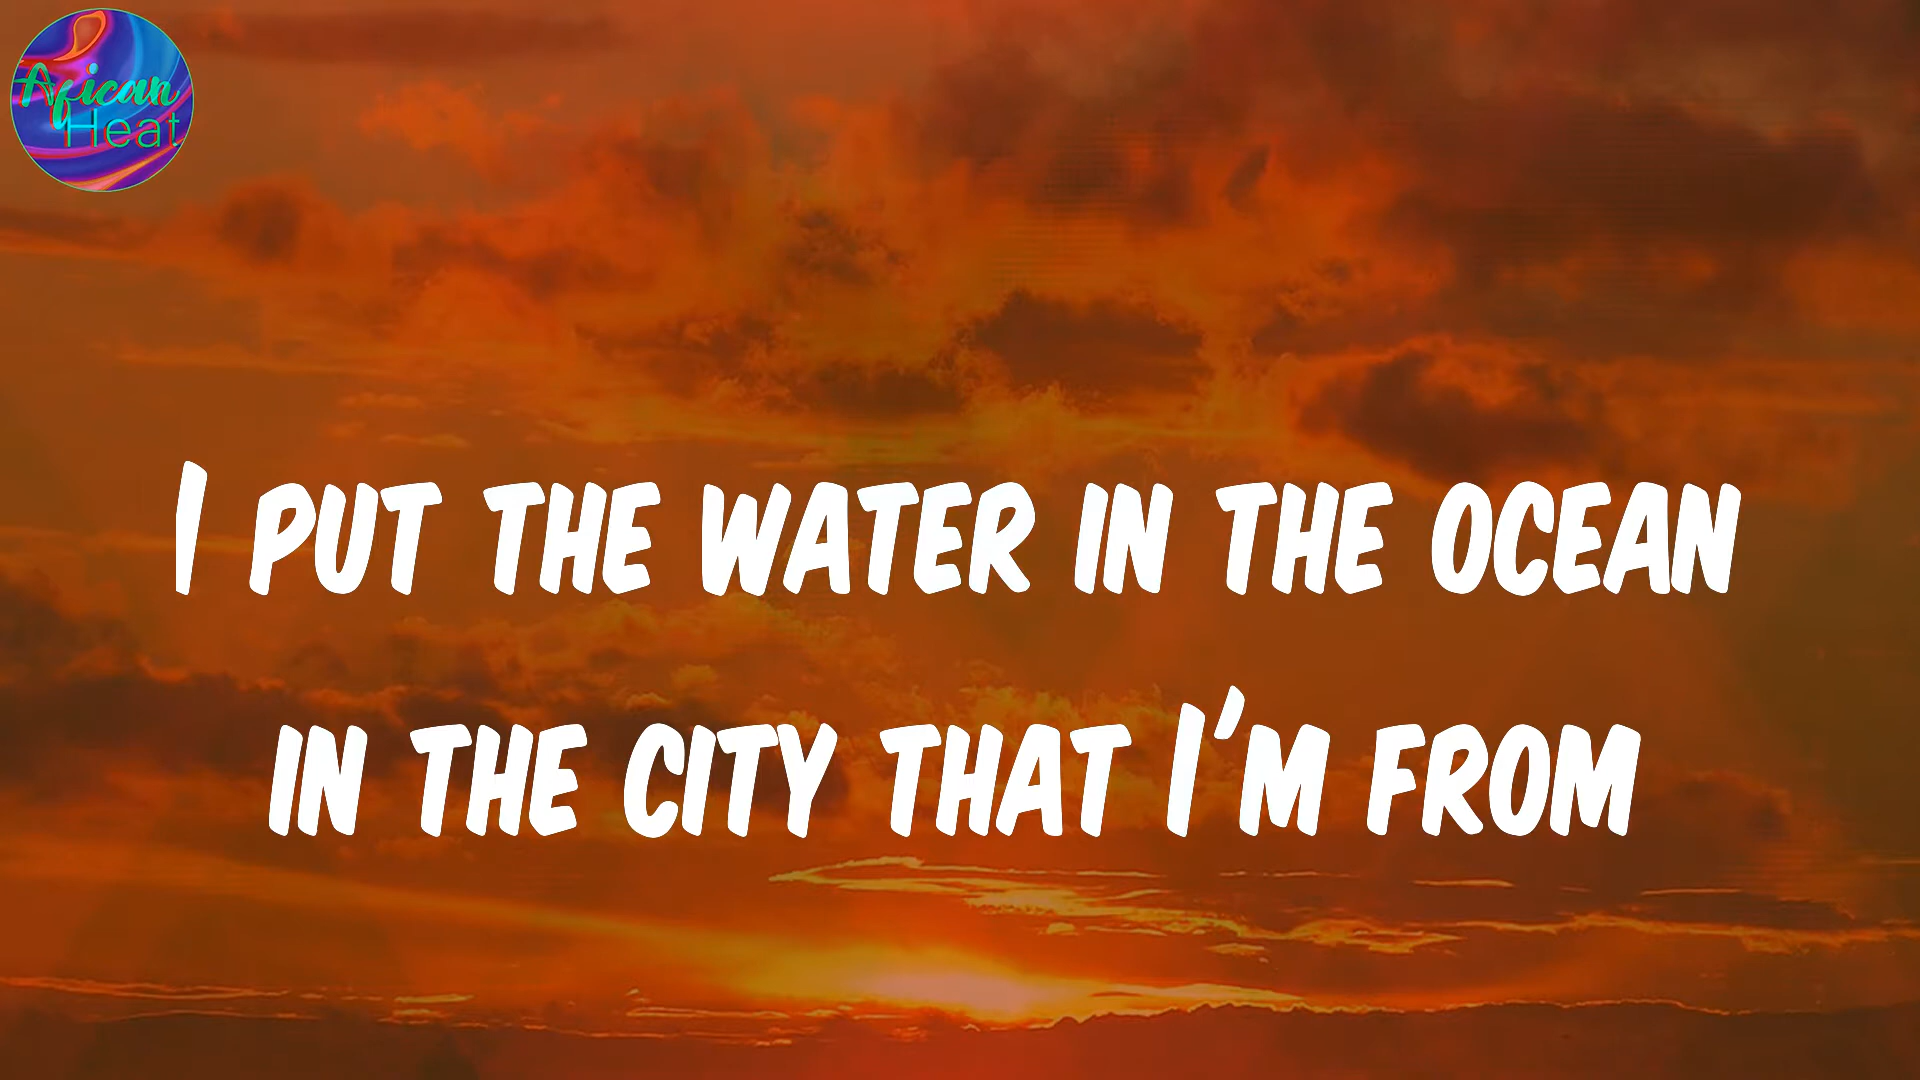 Afican
Heat
I PUT THE WATER IN THE OCEAN
IN THE CITY THAT I'M FROM